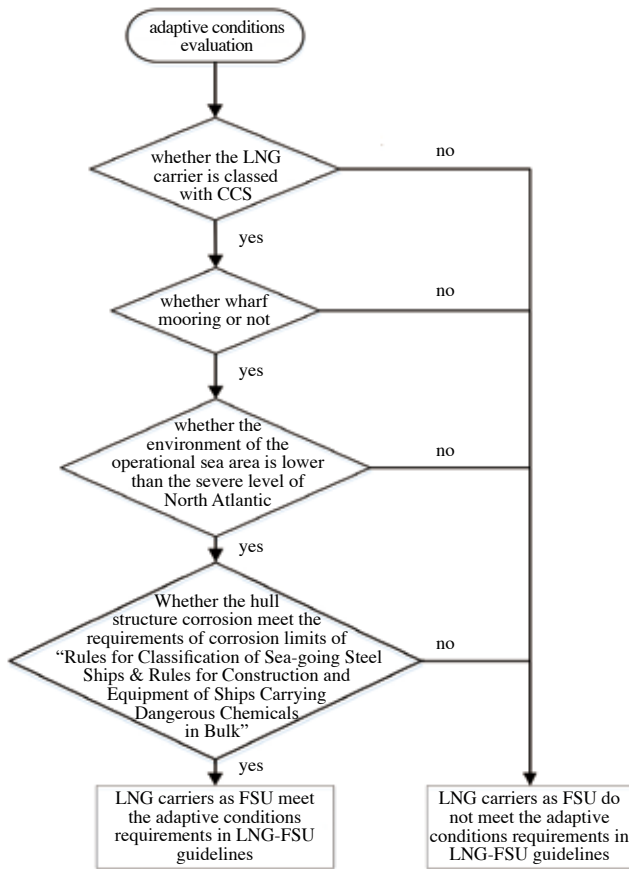 adaptive conditions
evaluation
whether the LNG
carrier is classed
with CCS
no
yes
whether wharf
mooring or not
no
yes
whether the
environment of the
operational sea area is lower
than the severe level of
North Atlantic
no
yes
Whether the hull
structure corrosion meet the
requirements of corrosion limits of
“Rules for Classification of Sea-going Steel
Ships & Rules for Construction and
Equipment of Ships Carrying
Dangerous Chemicals
in Bulk”
no
yes
LNG carriers as FSU meet
the adaptive conditions
requirements in LNG-FSU
guidelines
LNG carriers as FSU do
not meet the adaptive
conditions requirements in
LNG-FSU guidelines